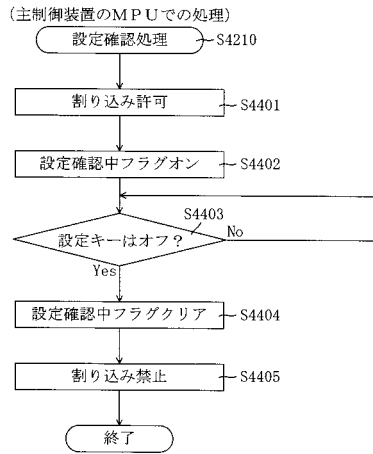 (主制御装置のMPUでの処理)
設定確認処理 S4210
割り込み許可 S4401
設定確認中フラグオン S4402
S4403
設定キーはオフ? No
Yes
設定確認中フラグクリア S4404
割り込み禁止 S4405
終了